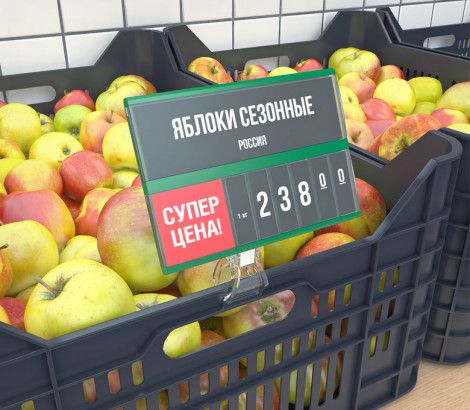 ЯБЛОКИ СЕЗОННЫЕ
РОССИЯ
СУПЕР
ЦЕНА!
1 кг
238 00